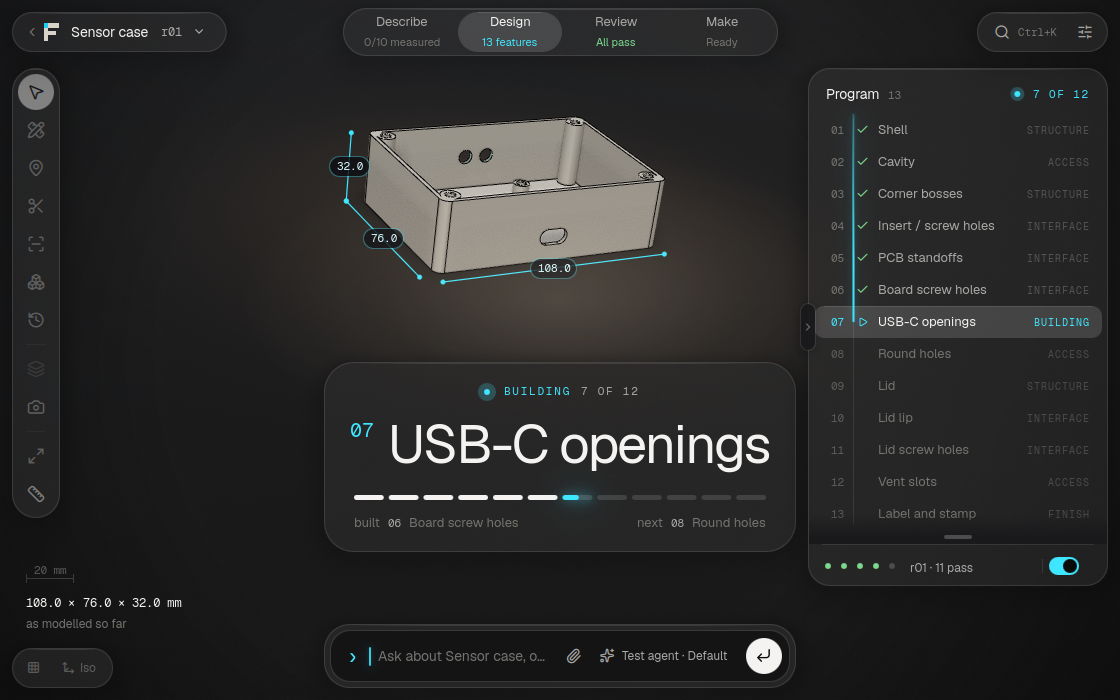 Sensor case r01
Describe
0/10 measured
Design
13 features
Review
All pass
Make
Ready
Ctrl+K
32.0
76.0
108.0
Program 13
7 OF 12
01 Shell STRUCTURE
02 Cavity ACCESS
03 Corner bosses STRUCTURE
04 Insert / screw holes INTERFACE
05 PCB standoffs INTERFACE
06 Board screw holes INTERFACE
07 USB-C openings BUILDING
08 Round holes ACCESS
09 Lid STRUCTURE
10 Lid lip INTERFACE
11 Lid screw holes INTERFACE
12 Vent slots ACCESS
13 Label and stamp FINISH
r01 · 11 pass
BUILDING 7 OF 12
07 USB-C openings
built 06 Board screw holes
next 08 Round holes
20 mm
108.0 × 76.0 × 32.0 mm
as modelled so far
Iso
Ask about Sensor case, o…
Test agent · Default